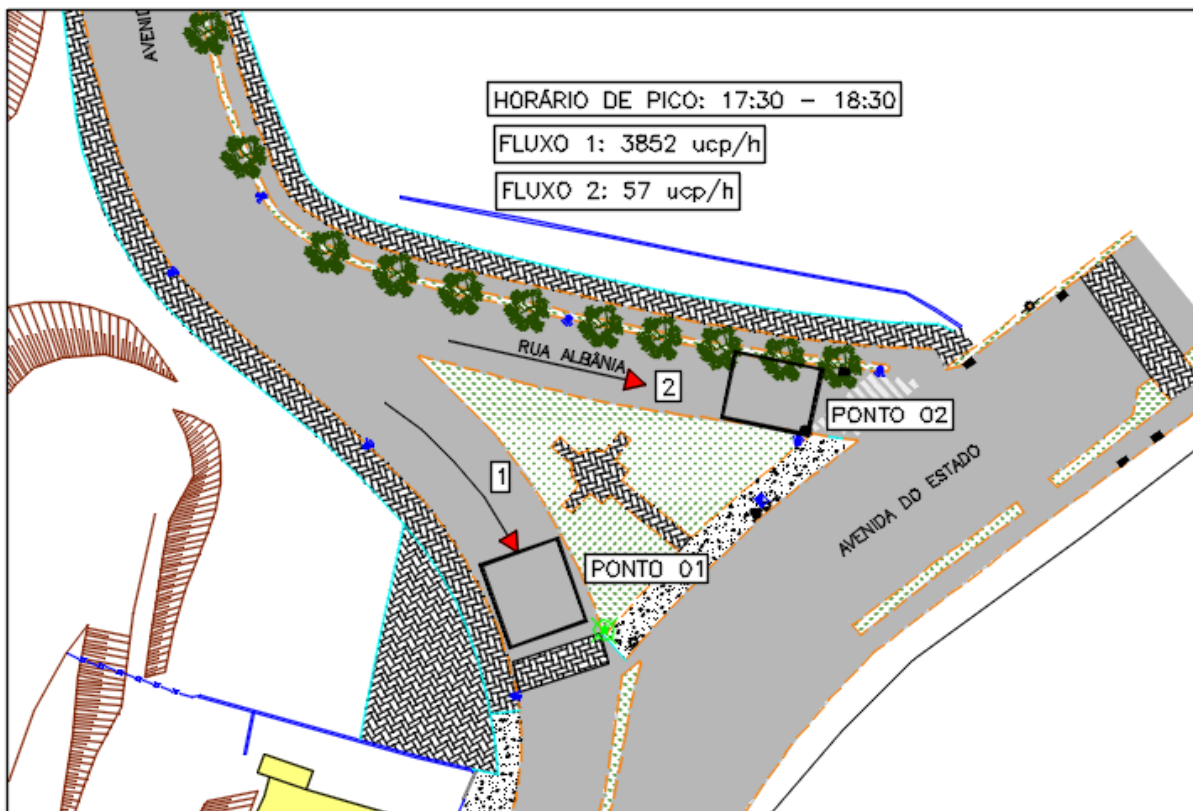 AVENID
HORÁRIO DE PICO: 17:30 - 18:30
FLUXO 1: 3852 ucp/h
FLUXO 2: 57 ucp/h
RUA ALBÂNIA
2
PONTO 02
1
AVENIDA DO ESTADO
PONTO 01